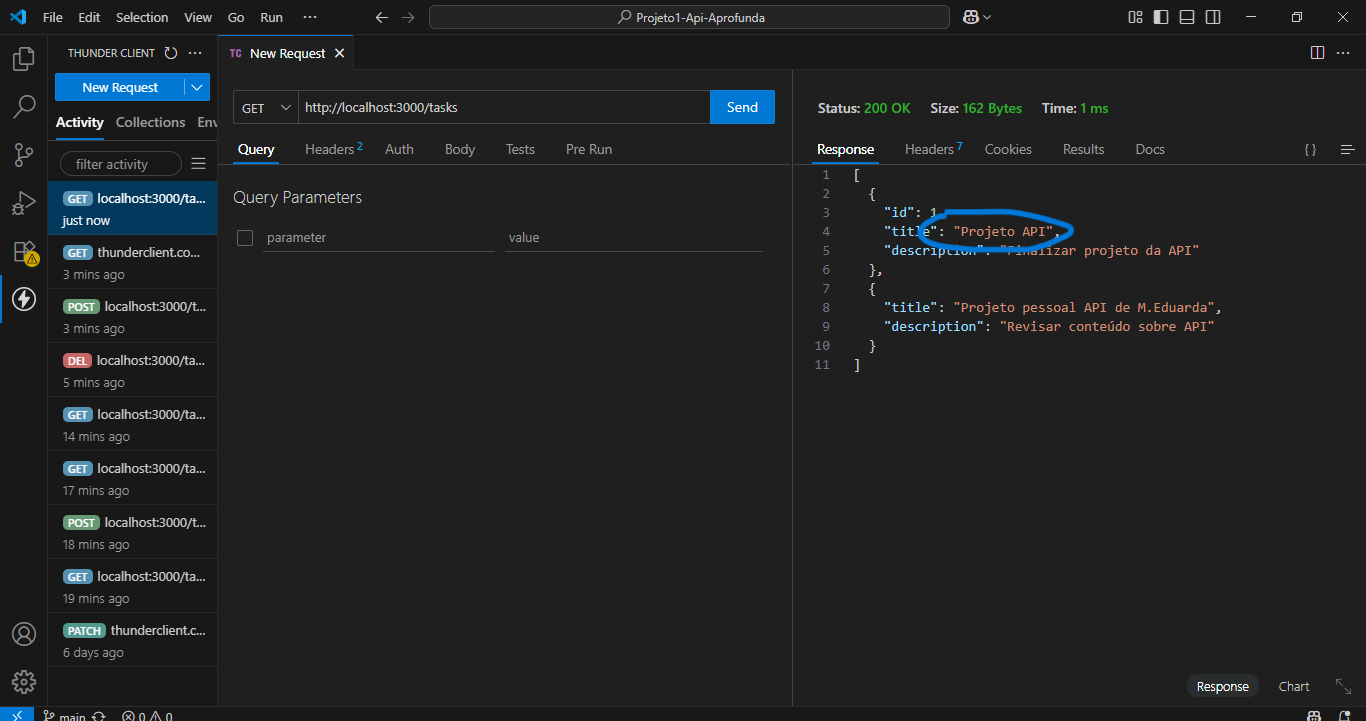 File Edit Selection View Go Run ···
Projeto1-Api-Aprofunda
THUNDER CLIENT
New Request
Activity Collections Env
filter activity
GET localhost:3000/ta...
just now
GET thunderclient.co...
3 mins ago
POST localhost:3000/t...
3 mins ago
DEL localhost:3000/ta...
5 mins ago
GET localhost:3000/ta...
14 mins ago
GET localhost:3000/ta...
17 mins ago
POST localhost:3000/t...
18 mins ago
GET localhost:3000/ta...
19 mins ago
PATCH thunderclient.c...
6 days ago
TC New Request
GET http://localhost:3000/tasks Send
Query Headers 2 Auth Body Tests Pre Run
Query Parameters
parameter value
Status: 200 OK Size: 162 Bytes Time: 1 ms
Response Headers 7 Cookies Results Docs { }
1 [
2 {
3 "id": 1
4 "title": "Projeto API",
5 "description": "Finalizar projeto da API"
6 },
7 {
8 "title": "Projeto pessoal API de M.Eduarda",
9 "description": "Revisar conteúdo sobre API"
10 }
11 ]
Response Chart
main 0 0